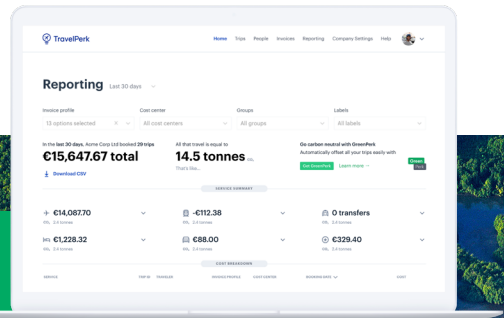 TravelPerk
Home Trips People Invoices Reporting Company Settings Help
Reporting Last 30 days
Invoice profile Cost center Groups Labels
13 options selected All cost centers All groups All labels
In the last 30 days, Acme Corp Ltd booked 29 trips All that travel is equal to Go carbon neutral with GreenPerk
€15,647.67 total 14.5 tonnes Automatically offset all your trips easily with
That's like... Get GreenPerk Learn more → Green
Perk
Download CSV
SERVICE SUMMARY
€14,087.70 -€112.38 0 transfers
€1,228.32 €88.00 €329.40
COST BREAKDOWN
SERVICE TRIP ID TRAVELER INVOICE PROFILE COST CENTER BOOKING DATE COST